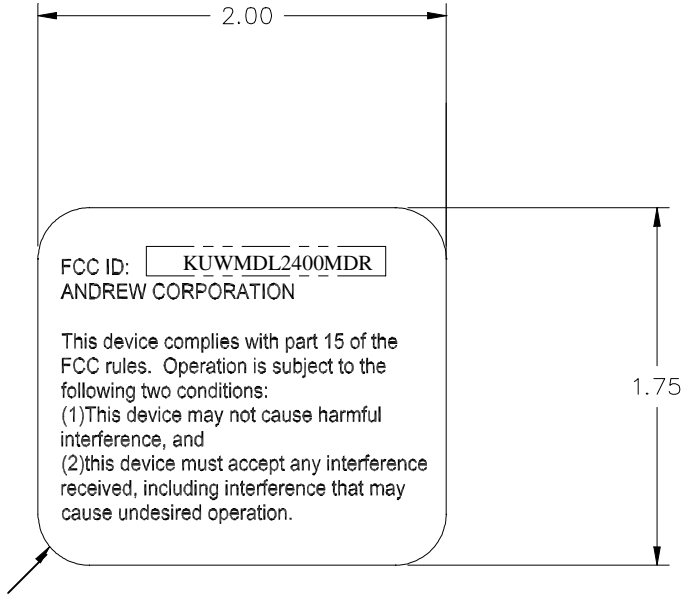 2.00
FCC ID: KUWMDL2400MDR
ANDREW CORPORATION
This device complies with part 15 of the
FCC rules. Operation is subject to the
following two conditions:
(1)This device may not cause harmful
interference, and
(2)this device must accept any interference
received, including interference that may
cause undesired operation.
1.75